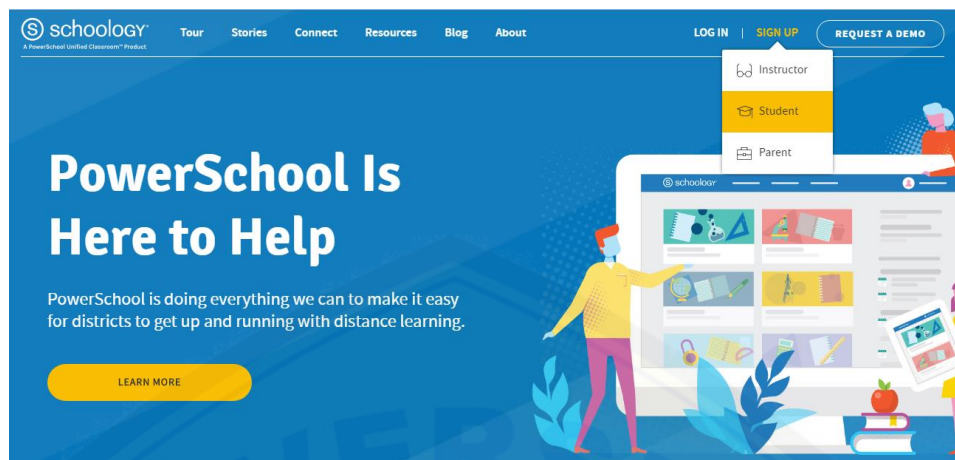 S schoology
A PowerSchool Unified Classroom™ Product
Tour Stories Connect Resources Blog About
LOG IN | SIGN UP REQUEST A DEMO
Instructor
Student
Parent
PowerSchool Is
Here to Help
PowerSchool is doing everything we can to make it easy
for districts to get up and running with distance learning.
LEARN MORE
S schoology